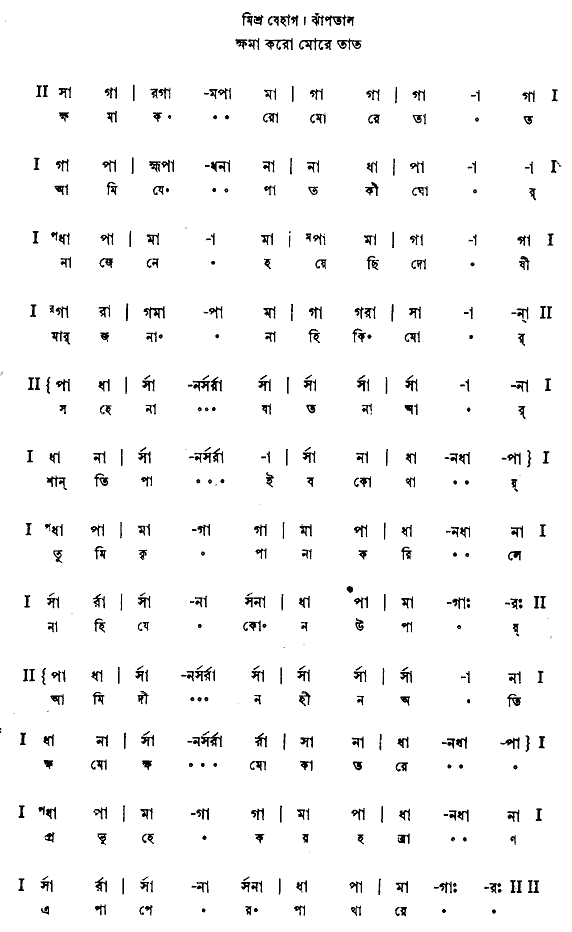 মিশ্র বেহাগ। ঝাঁপতাল
ক্ষমা করো মোরে তাত
II সা গা | রগা -মপা মা | গা গা | গা -া গা I
ক্ষ মা ক॰ ॰॰ রো মো রে তা ॰ ত
I গা পা | হ্মপা -ধনা না | না ধা | পা -া -া I
আ মি যে॰ ॰॰ পা ত কী ঘো ॰ র্
I পধা পা | মা -া মা | মপা মা | গা -া গা I
না জে নে ॰ হ য়ে ছি দো ॰ ষী
I রগা রা | গমা -পা মা | গা গরা | সা -া -ন্ II
মার্ জ না॰ ॰ না হি কি॰ মো ॰ র্
II {পা ধা | র্সা -নর্সর্রা র্সা | র্সা র্সা | র্সা -া -না I
স হে না ॰॰॰ যা ত না আ ॰ র্
I ধা না | র্সা -নর্সর্রা -া | র্সা না | ধা -নধা -পা} I
শান্ তি পা ॰॰॰ ই ব কো থা ॰॰ য়্
I পধা পা | মা -গা গা | মা পা | ধা -নধা না I
তু মি কৃ ॰ পা না ক রি ॰॰ লে
I র্সা র্রা | র্সা -না র্সনা | ধা পা | মা -গাঃ -রঃ II
না হি যে ॰ কো॰ ন উ পা ॰ য়্
II {পা ধা | র্সা -নর্সর্রা র্সা | র্সা র্সা | র্সা -া না I
আ মি দী ॰॰॰ ন হী ন অ ॰ তি
I ধা না | র্সা -নর্সর্রা র্রা | সা না | ধা -নধা -পা} I
ক্ষ মো ক্ষ ॰॰॰ মো কা ত রে ॰॰ ॰
I পধা পা | মা -গা গা | মা পা | ধা -নধা না I
প্র ভু হে ॰ ক র হ ত্রা ॰॰ ণ
I র্সা র্রা | র্সা -না র্সনা | ধা পা | মা -গাঃ -রঃ II II
এ পা পে ॰ র॰ পা থা রে ॰ ॰